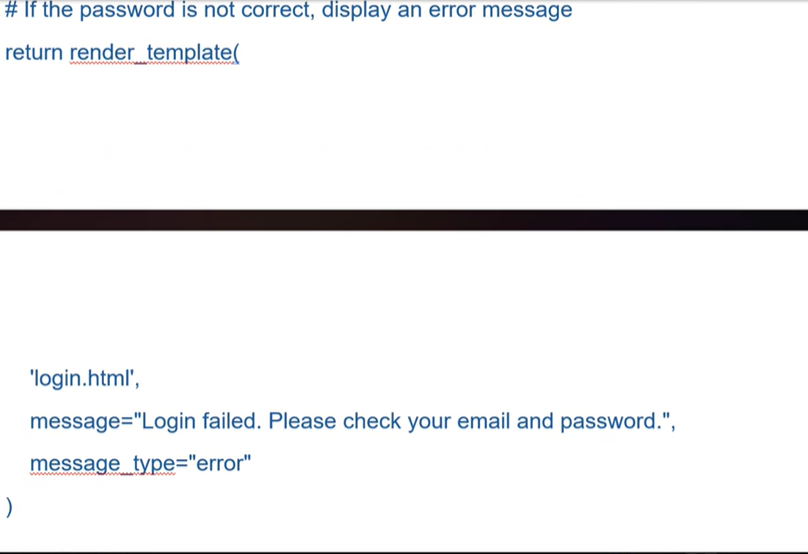 # If the password is not correct, display an error message
return render_template(
'login.html',
message="Login failed. Please check your email and password.",
message_type="error"
)